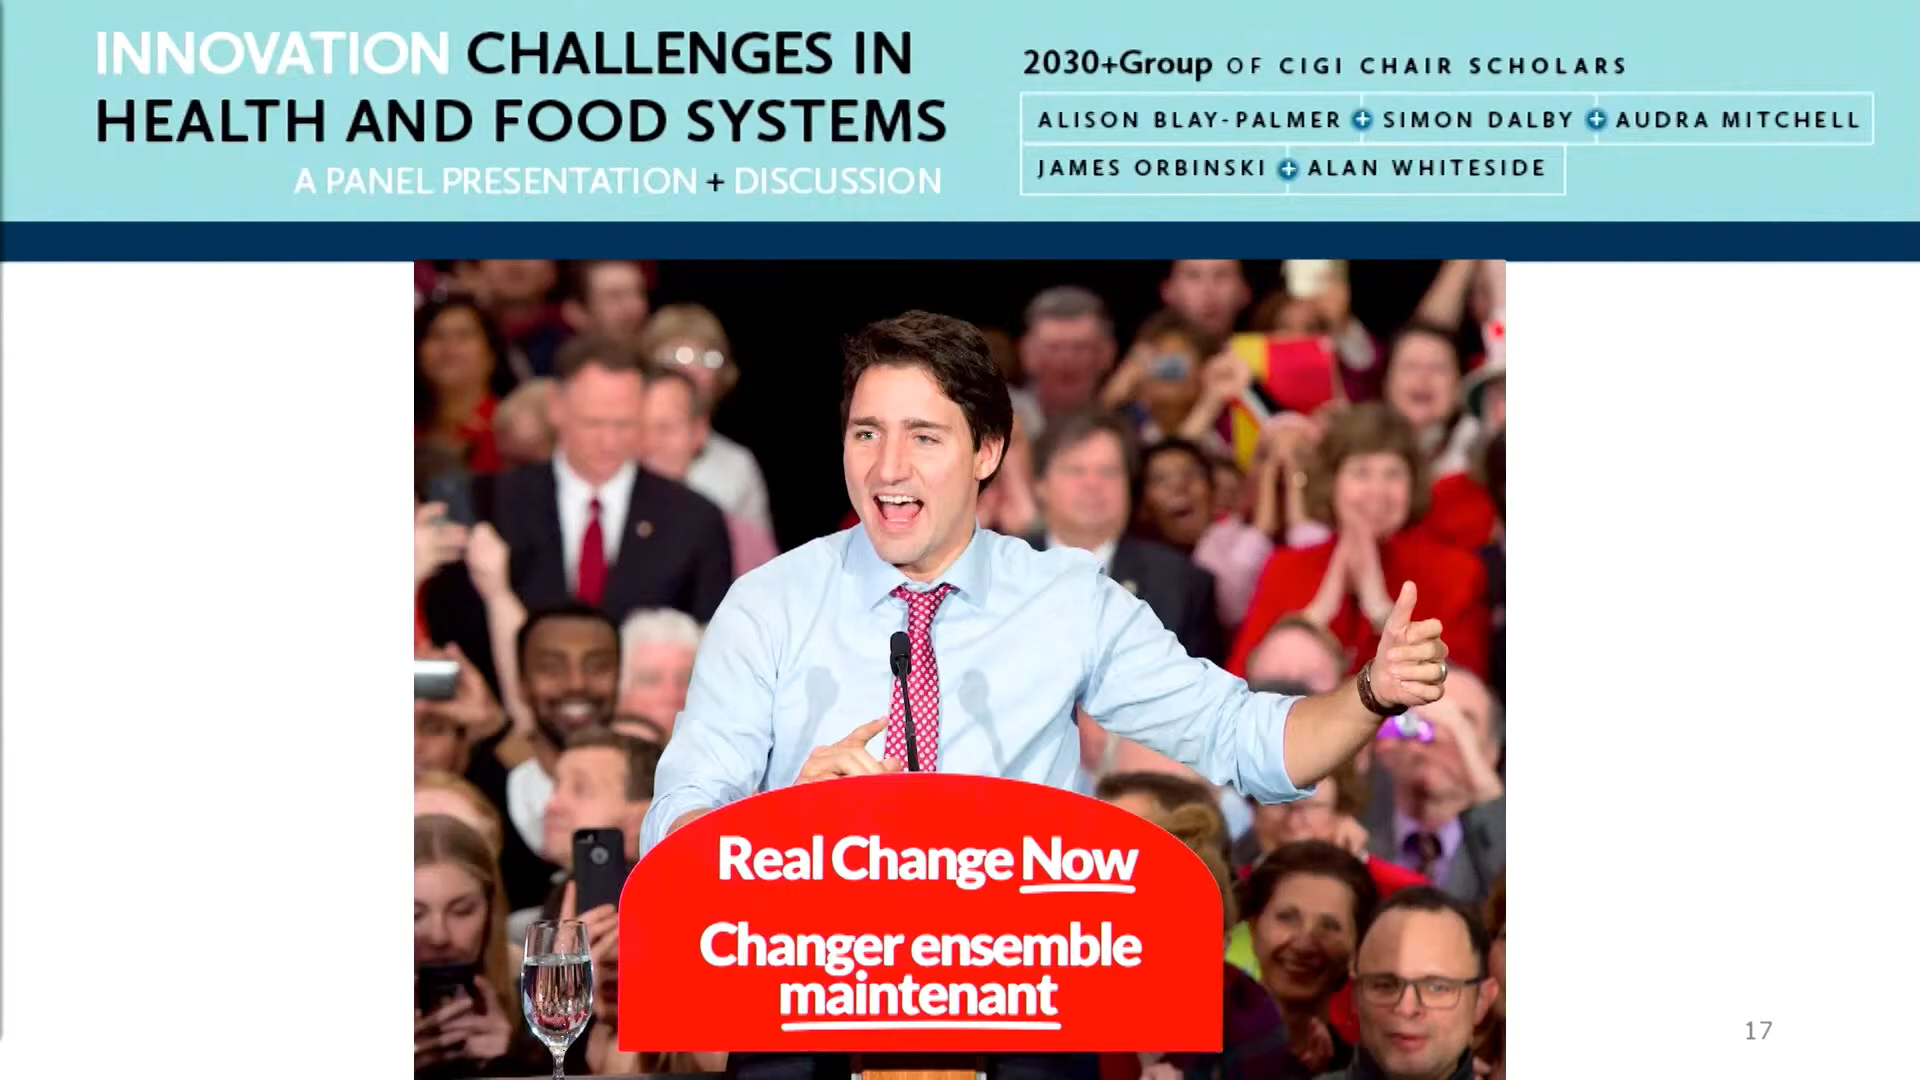 INNOVATION CHALLENGES IN
HEALTH AND FOOD SYSTEMS
A PANEL PRESENTATION + DISCUSSION
2030+Group OF CIGI CHAIR SCHOLARS
ALISON BLAY-PALMER + SIMON DALBY + AUDRA MITCHELL
JAMES ORBINSKI + ALAN WHITESIDE
Real Change Now
Changer ensemble
maintenant
17